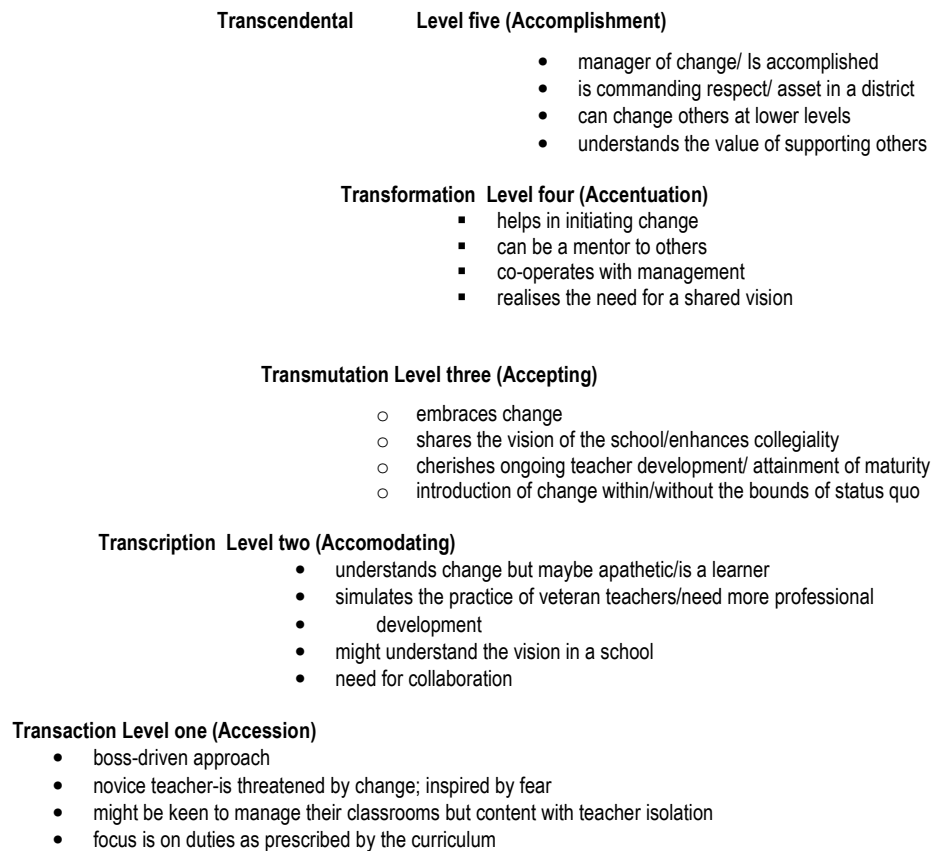 Transcendental Level five (Accomplishment)
• manager of change/ Is accomplished
• is commanding respect/ asset in a district
• can change others at lower levels
• understands the value of supporting others
Transformation Level four (Accentuation)
▪ helps in initiating change
▪ can be a mentor to others
▪ co-operates with management
▪ realises the need for a shared vision
Transmutation Level three (Accepting)
○ embraces change
○ shares the vision of the school/enhances collegiality
○ cherishes ongoing teacher development/ attainment of maturity
○ introduction of change within/without the bounds of status quo
Transcription Level two (Accomodating)
• understands change but maybe apathetic/is a learner
• simulates the practice of veteran teachers/need more professional
• development
• might understand the vision in a school
• need for collaboration
Transaction Level one (Accession)
• boss-driven approach
• novice teacher-is threatened by change; inspired by fear
• might be keen to manage their classrooms but content with teacher isolation
• focus is on duties as prescribed by the curriculum